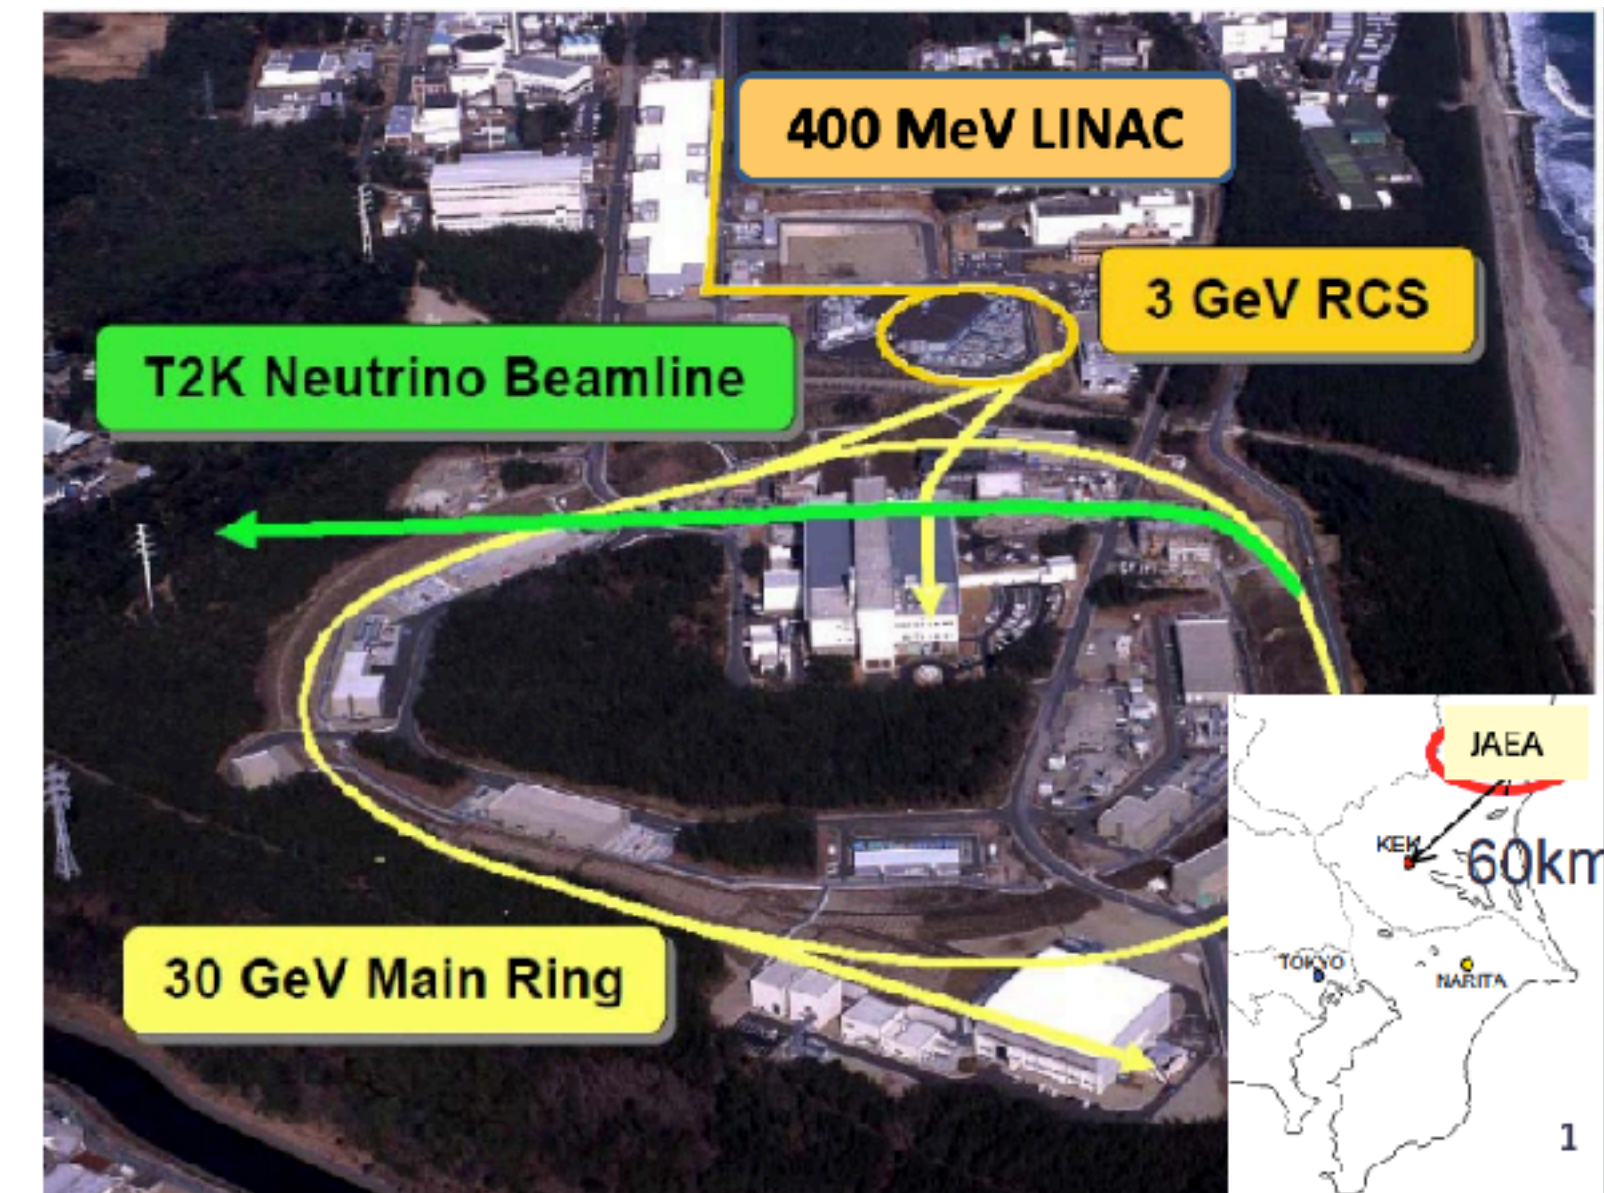 400 MeV LINAC
3 GeV RCS
T2K Neutrino Beamline
30 GeV Main Ring
JAEA
KEK
60km
TOKYO
NARITA
1